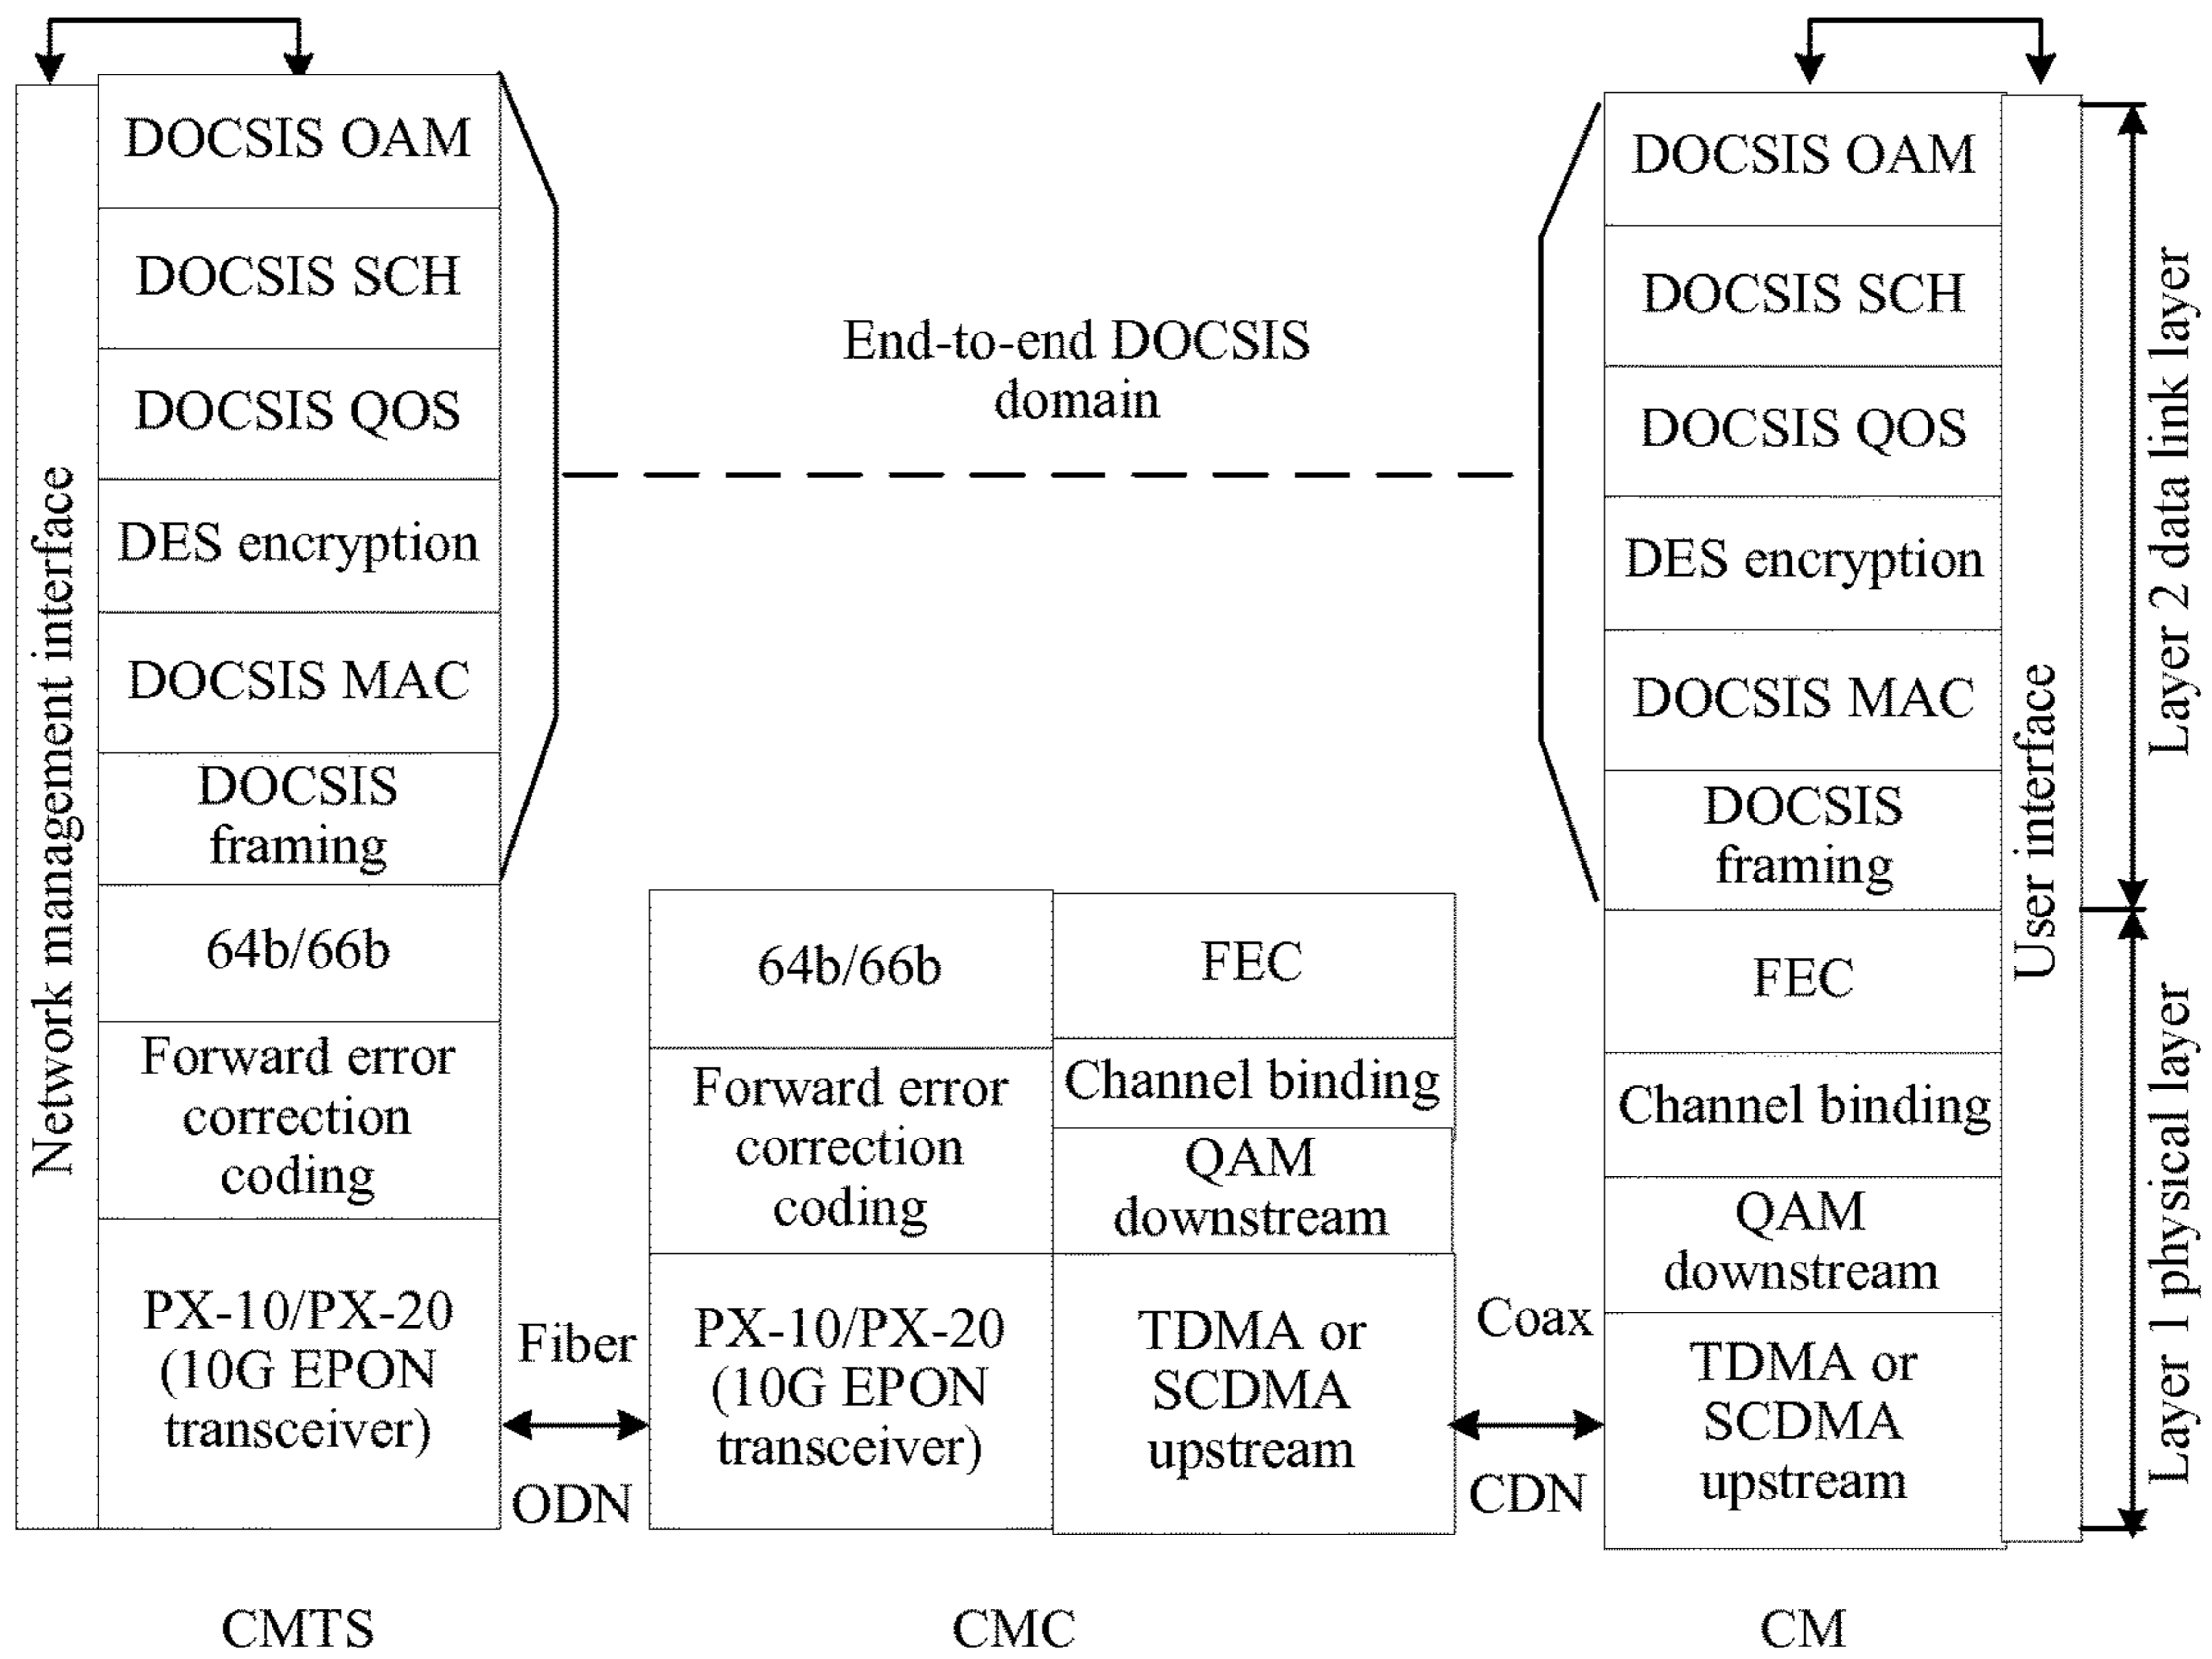 Network management interface
DOCSIS OAM
DOCSIS SCH
DOCSIS QOS
DES encryption
DOCSIS MAC
DOCSIS
framing
64b/66b
Forward error
correction
coding
PX-10/PX-20
(10G EPON
transceiver)
CMTS
Fiber
ODN
End-to-end DOCSIS
domain
64b/66b
Forward error
correction
coding
PX-10/PX-20
(10G EPON
transceiver)
FEC
Channel binding
QAM
downstream
TDMA or
SCDMA
upstream
CMC
Coax
CDN
DOCSIS OAM
DOCSIS SCH
DOCSIS QOS
DES encryption
DOCSIS MAC
DOCSIS
framing
FEC
Channel binding
QAM
downstream
TDMA or
SCDMA
upstream
CM
User interface
Layer 2 data link layer
Layer 1 physical layer